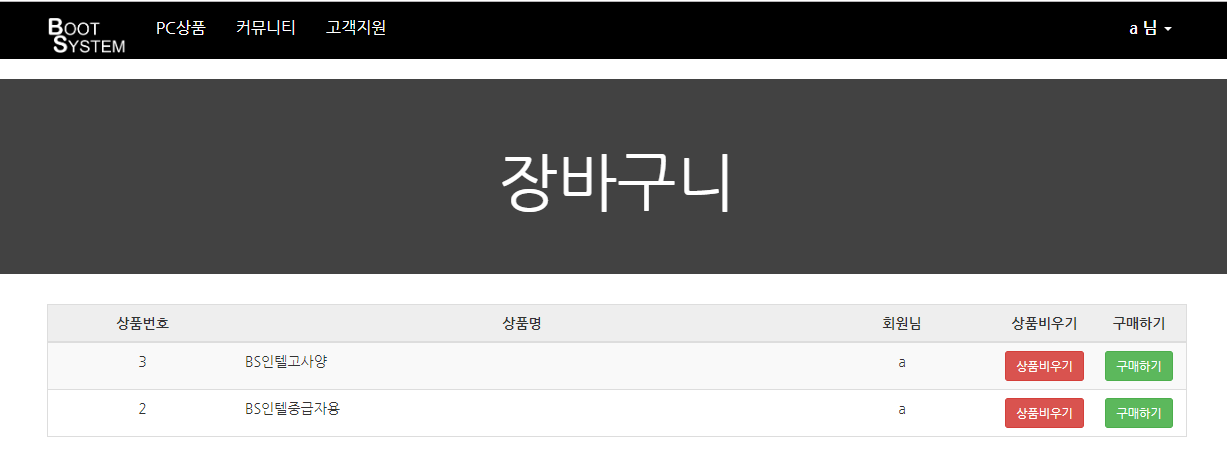 BOOT SYSTEM PC상품 커뮤니티 고객지원 a 님
장바구니
상품번호 상품명 회원님 상품비우기 구매하기
3 BS인텔고사양 a 상품비우기 구매하기
2 BS인텔중급자용 a 상품비우기 구매하기